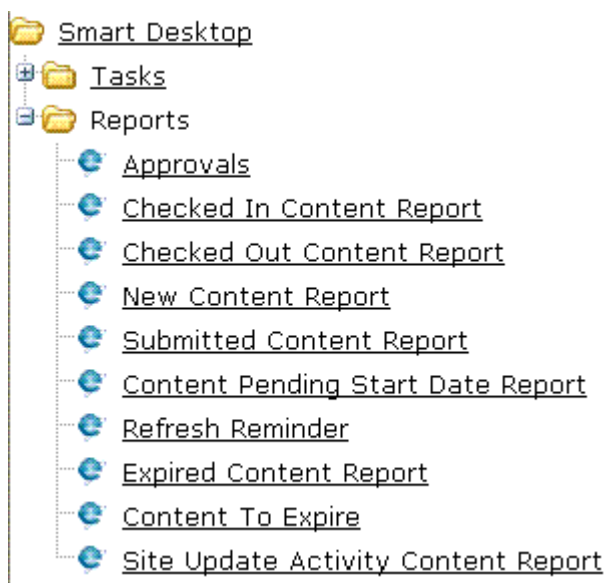 Smart Desktop
Tasks
Reports
Approvals
Checked In Content Report
Checked Out Content Report
New Content Report
Submitted Content Report
Content Pending Start Date Report
Refresh Reminder
Expired Content Report
Content To Expire
Site Update Activity Content Report